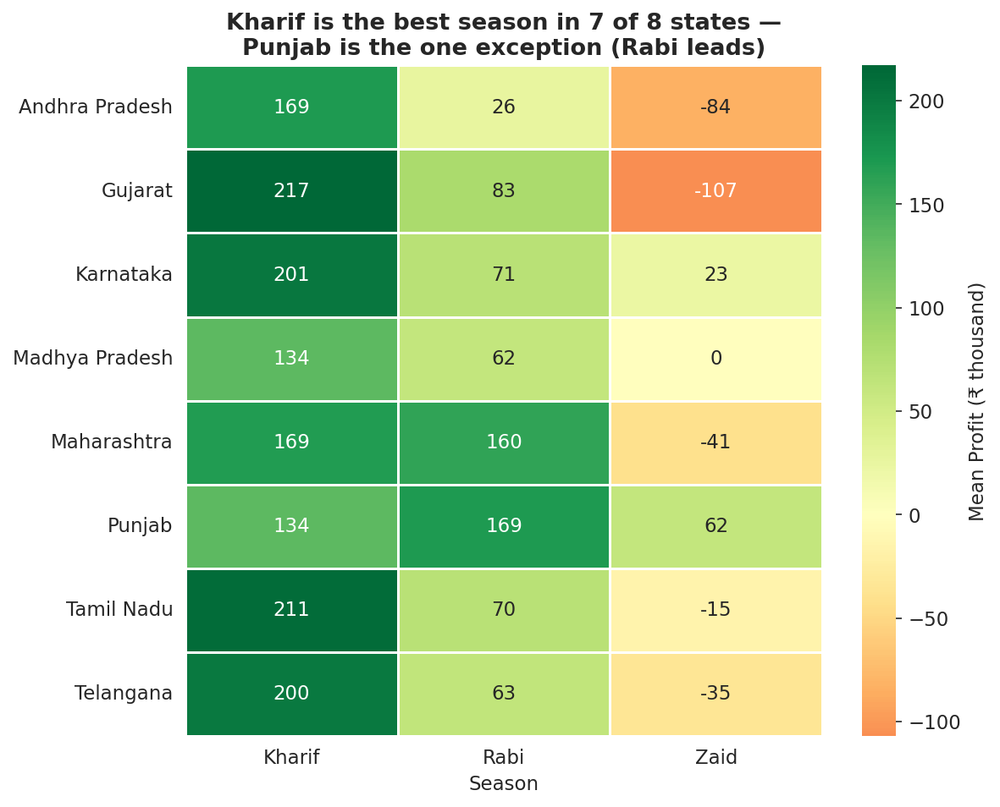 Kharif is the best season in 7 of 8 states —
Punjab is the one exception (Rabi leads)
Andhra Pradesh 169 26 -84
Gujarat 217 83 -107
Karnataka 201 71 23
Madhya Pradesh 134 62 0
Maharashtra 169 160 -41
Punjab 134 169 62
Tamil Nadu 211 70 -15
Telangana 200 63 -35
Kharif Rabi Zaid
Season
200
150
100
50
0
−50
−100
Mean Profit (₹ thousand)